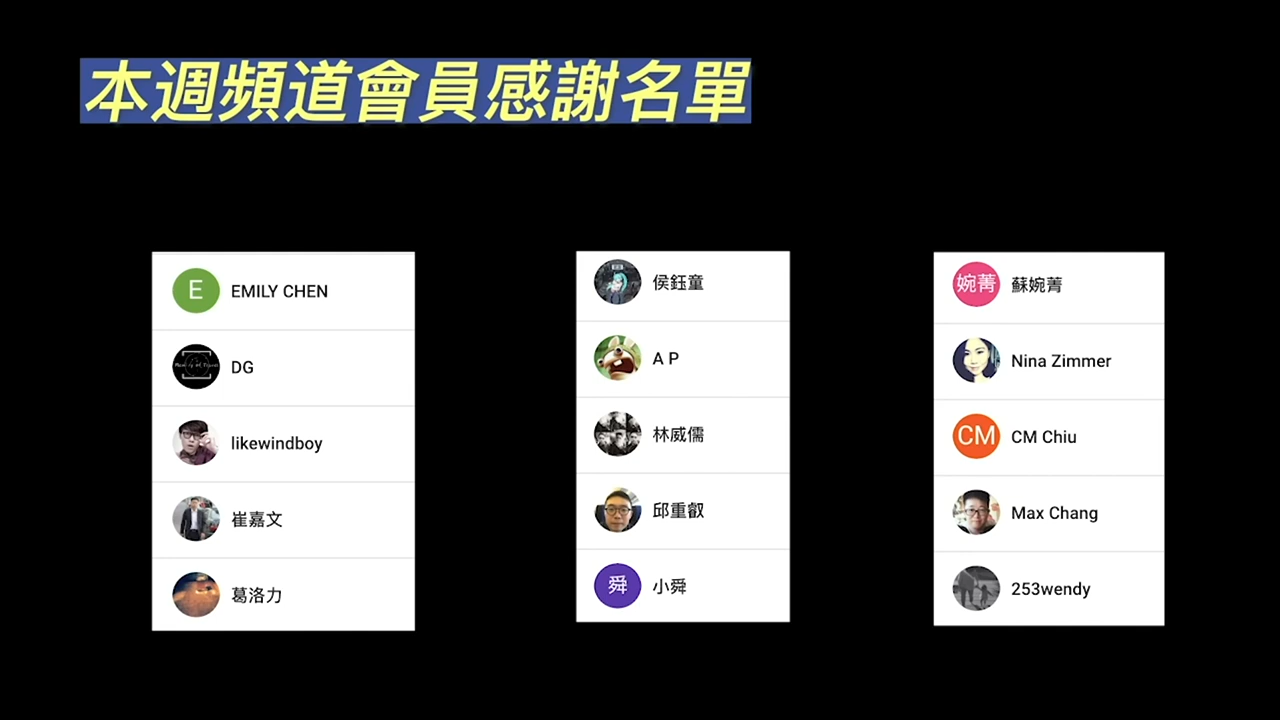 本週頻道會員感謝名單
E EMILY CHEN
DG
likewindboy
崔嘉文
葛洛力
侯鈺童
A P
林威儒
邱重叡
舜 小舜
婉菁 蘇婉菁
Nina Zimmer
CM CM Chiu
Max Chang
253wendy